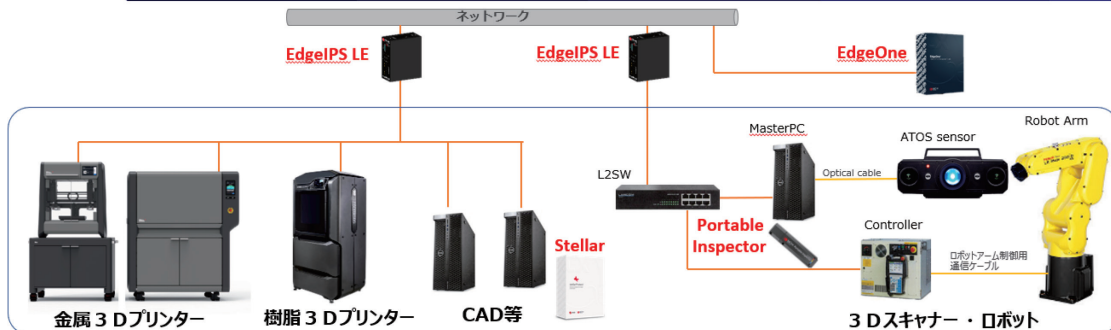 ネットワーク
EdgeIPS LE
EdgeIPS LE
EdgeOne
Robot Arm
MasterPC
ATOS sensor
L2SW
Optical cable
Stellar
Portable
Inspector
Controller
ロボットアーム制御用
通信ケーブル
金属３Ｄプリンター
樹脂３Ｄプリンター
CAD等
３Ｄスキャナー・ロボット